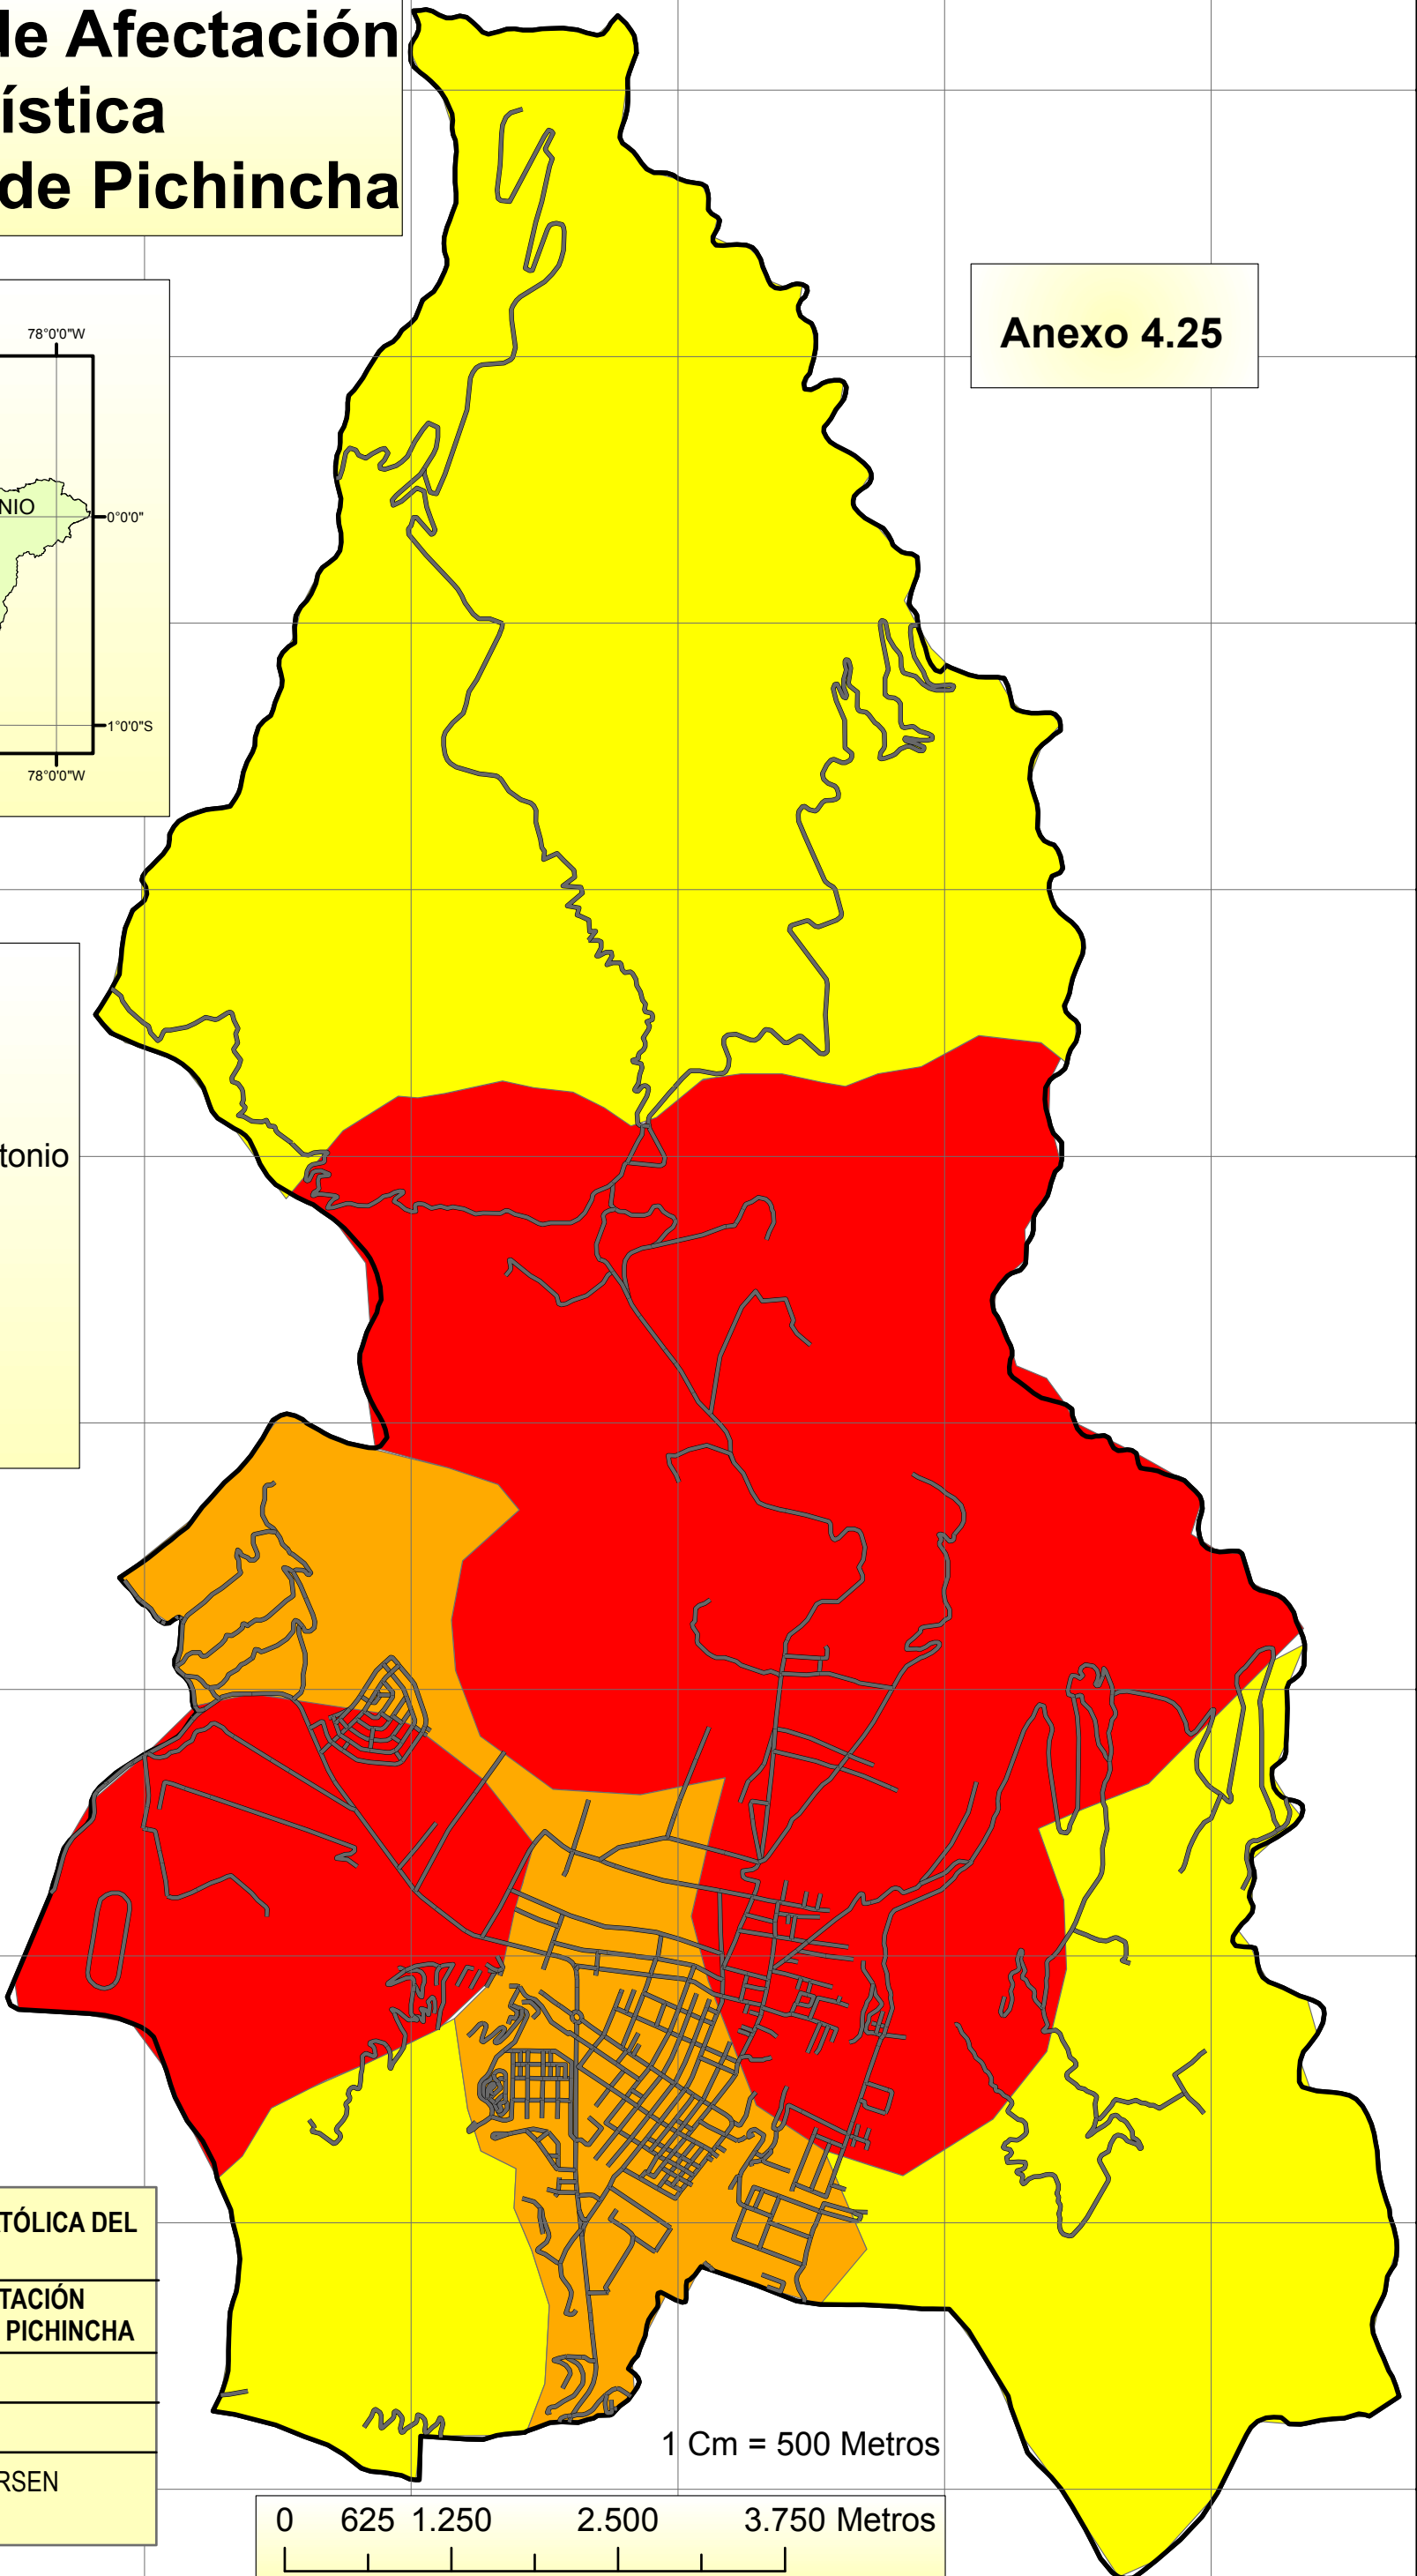 de Afectación
ística
de Pichincha
Anexo 4.25
78°0'0"W
NIO
0°0'0"
1°0'0"S
78°0'0"W
tonio
TÓLICA DEL
TACIÓN
PICHINCHA
RSEN
1 Cm = 500 Metros
0 625 1.250 2.500 3.750 Metros